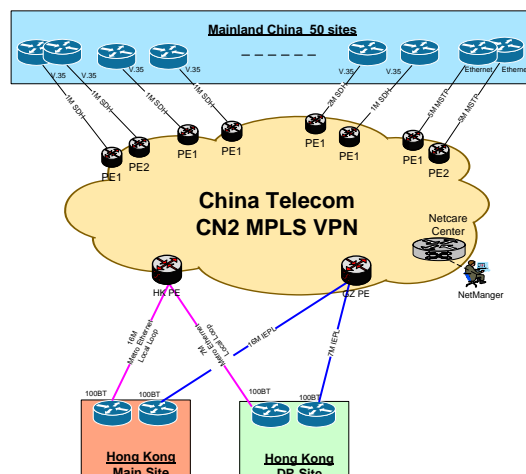 Mainland China 50 sites
V.35
V.35
V.35
V.35
V.35
V.35
Ethernet
Ethernet
1M SDH
1M SDH
1M SDH
1M SDH
2M SDH
1M SDH
5M MSTP
5M MSTP
PE1
PE2
PE1
PE1
PE1
PE1
PE1
PE2
China Telecom
CN2 MPLS VPN
Netcare
Center
NetManger
HK PE
GZ PE
16M
Metro Ethernet
Local Loop
7M
Metro Ethernet
Local Loop
16M IEPL
7M IEPL
100BT
100BT
100BT
100BT
Hong Kong
Main Site
Hong Kong
DR Site